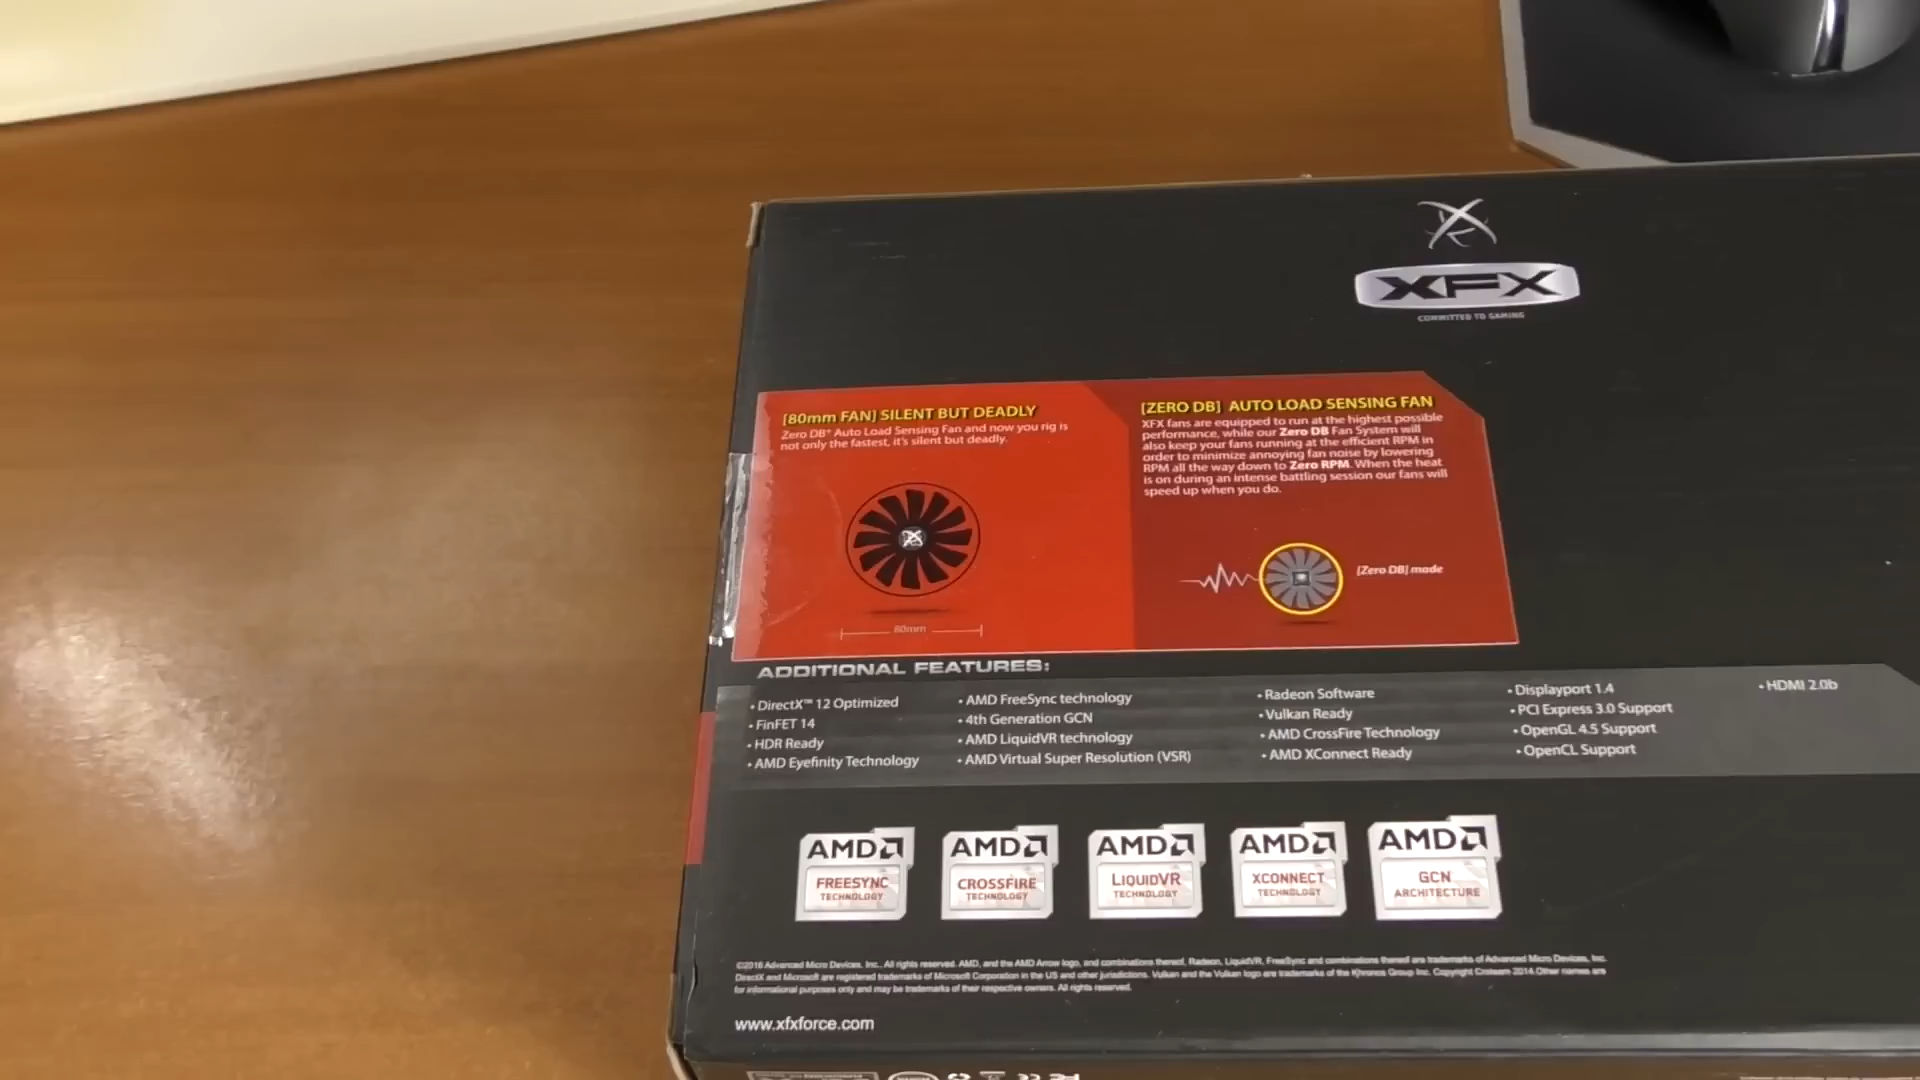 XFX
COMMITTED TO GAMING
[80mm FAN] SILENT BUT DEADLY
Zero DB* Auto Load Sensing Fan and now you rig is
not only the fastest, it's silent but deadly.
80mm
[ZERO DB] AUTO LOAD SENSING FAN
XFX fans are equipped to run at the highest possible
performance, while our Zero DB Fan System will
also keep your fans running at the efficient RPM in
order to minimize annoying fan noise by lowering
RPM all the way down to Zero RPM. When the heat
is on during an intense battling session our fans will
speed up when you do.
[Zero DB] made
ADDITIONAL FEATURES:
• DirectX™ 12 Optimized
• FinFET 14
• HDR Ready
• AMD Eyefinity Technology
• AMD FreeSync technology
• 4th Generation GCN
• AMD LiquidVR technology
• AMD Virtual Super Resolution (VSR)
• Radeon Software
• Vulkan Ready
• AMD CrossFire Technology
• AMD XConnect Ready
• Displayport 1.4
• PCI Express 3.0 Support
• OpenGL 4.5 Support
• OpenCL Support
• HDMI 2.0b
AMD
FREESYNC
TECHNOLOGY
AMD
CROSSFIRE
TECHNOLOGY
AMD
LIQUIDVR
TECHNOLOGY
AMD
XCONNECT
TECHNOLOGY
AMD
GCN
ARCHITECTURE
©2016 Advanced Micro Devices, Inc., All rights reserved. AMD, and the AMD Arrow logo, and combinations thereof, Radeon, LiquidVR, FreeSync and combinations thereof are trademarks of Advanced Micro Devices, Inc.
DirectX and Microsoft are registered trademarks of Microsoft Corporation in the US and other jurisdictions. Vulkan and the Vulkan logo are trademarks of the Khronos Group Inc. Copyright Croteam 2014.Other names are
for informational purposes only and may be trademarks of their respective owners. All rights reserved.
www.xfxforce.com